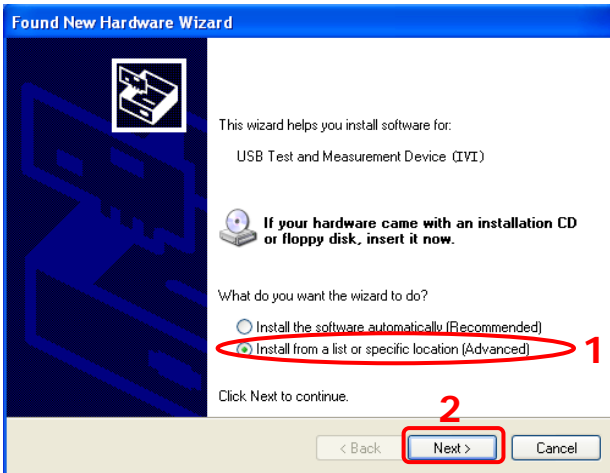 Found New Hardware Wizard
This wizard helps you install software for:
USB Test and Measurement Device (IVI)
If your hardware came with an installation CD
or floppy disk, insert it now.
What do you want the wizard to do?
Install the software automatically (Recommended)
Install from a list or specific location (Advanced)
1
Click Next to continue.
2
< Back
Next >
Cancel